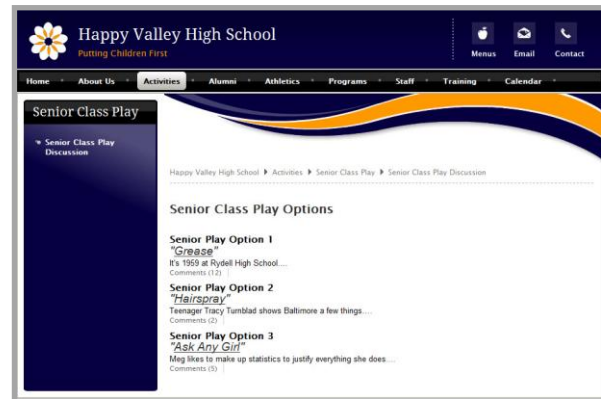 Happy Valley High School
Putting Children First
Menus Email Contact
Home About Us Activities Alumni Athletics Programs Staff Training Calendar
Senior Class Play
Senior Class Play
Discussion
Happy Valley High School Activities Senior Class Play Senior Class Play Discussion
Senior Class Play Options
Senior Play Option 1
"Grease"
It's 1959 at Rydell High School....
Comments (12)
Senior Play Option 2
"Hairspray"
Teenager Tracy Turnblad shows Baltimore a few things....
Comments (2)
Senior Play Option 3
"Ask Any Girl"
Meg likes to make up statistics to justify everything she does....
Comments (5)